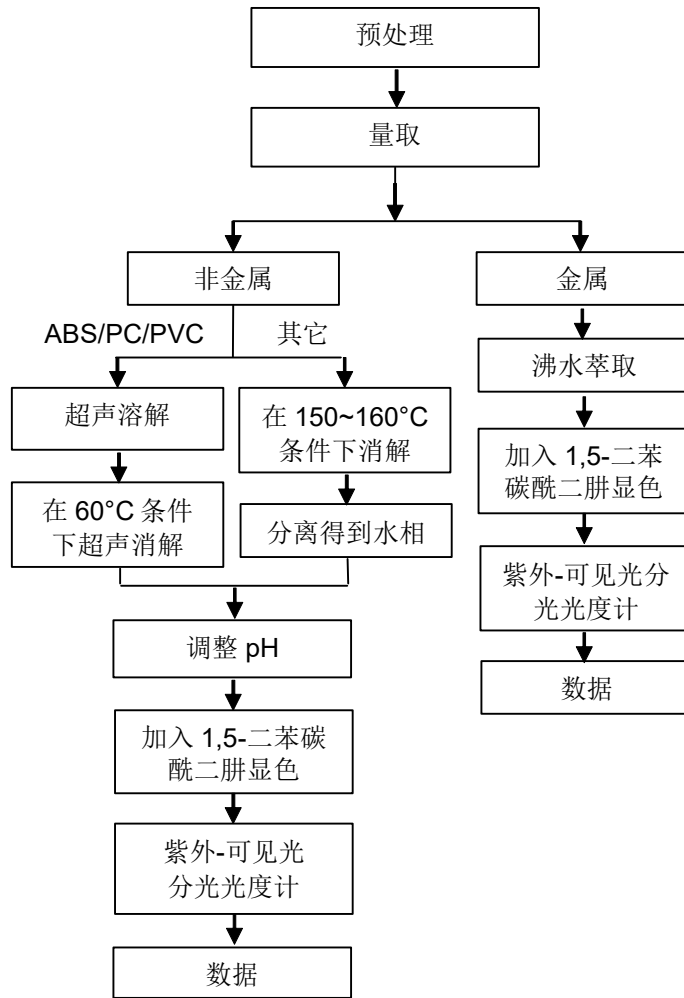 预处理
量取
非金属
金属
ABS/PC/PVC
其它
沸水萃取
超声溶解
在 150~160°C
条件下消解
加入 1,5-二苯
碳酰二肼显色
在 60°C 条件
下超声消解
分离得到水相
紫外-可见光分
光光度计
调整 pH
数据
加入 1,5-二苯碳
酰二肼显色
紫外-可见光
分光光度计
数据